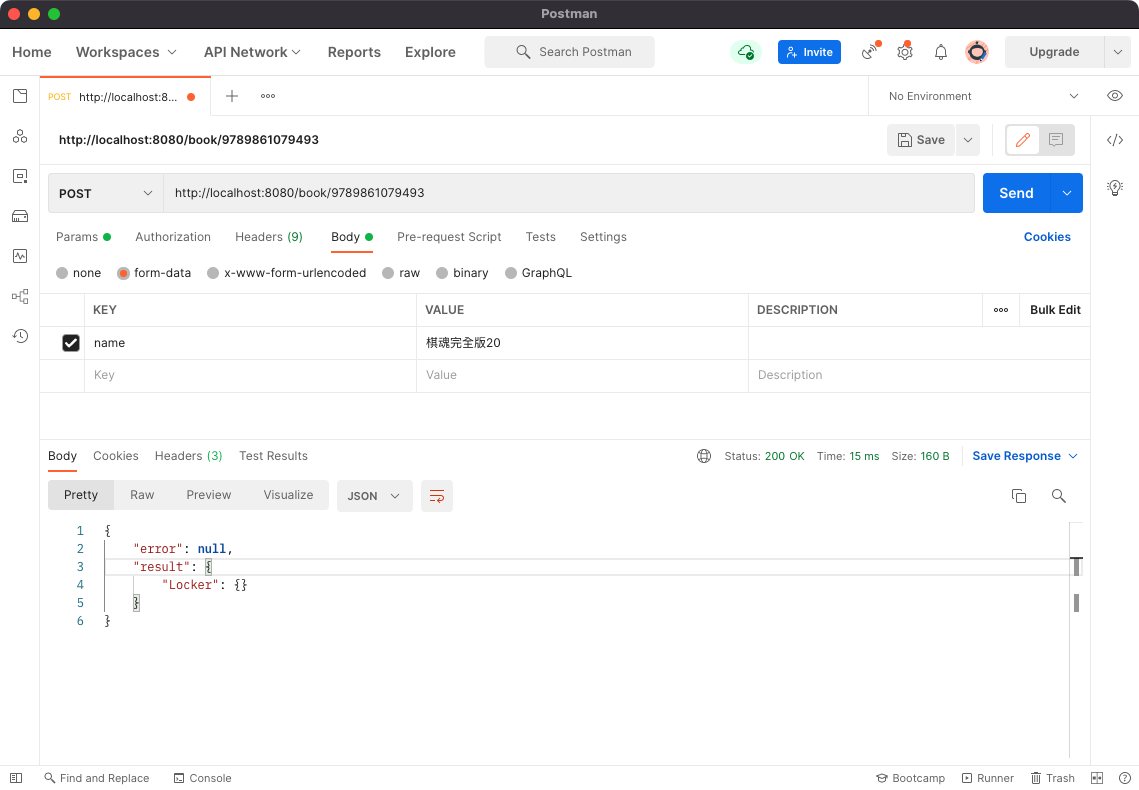 Postman
Home Workspaces API Network Reports Explore Search Postman Invite Upgrade
POST http://localhost:8... No Environment
http://localhost:8080/book/9789861079493 Save
POST http://localhost:8080/book/9789861079493 Send
Params Authorization Headers (9) Body Pre-request Script Tests Settings Cookies
none form-data x-www-form-urlencoded raw binary GraphQL
KEY VALUE DESCRIPTION Bulk Edit
name 棋魂完全版20
Key Value Description
Body Cookies Headers (3) Test Results Status: 200 OK Time: 15 ms Size: 160 B Save Response
Pretty Raw Preview Visualize JSON
1 {
2 "error": null,
3 "result": {
4 "Locker": {}
5 }
6 }
Find and Replace Console Bootcamp Runner Trash